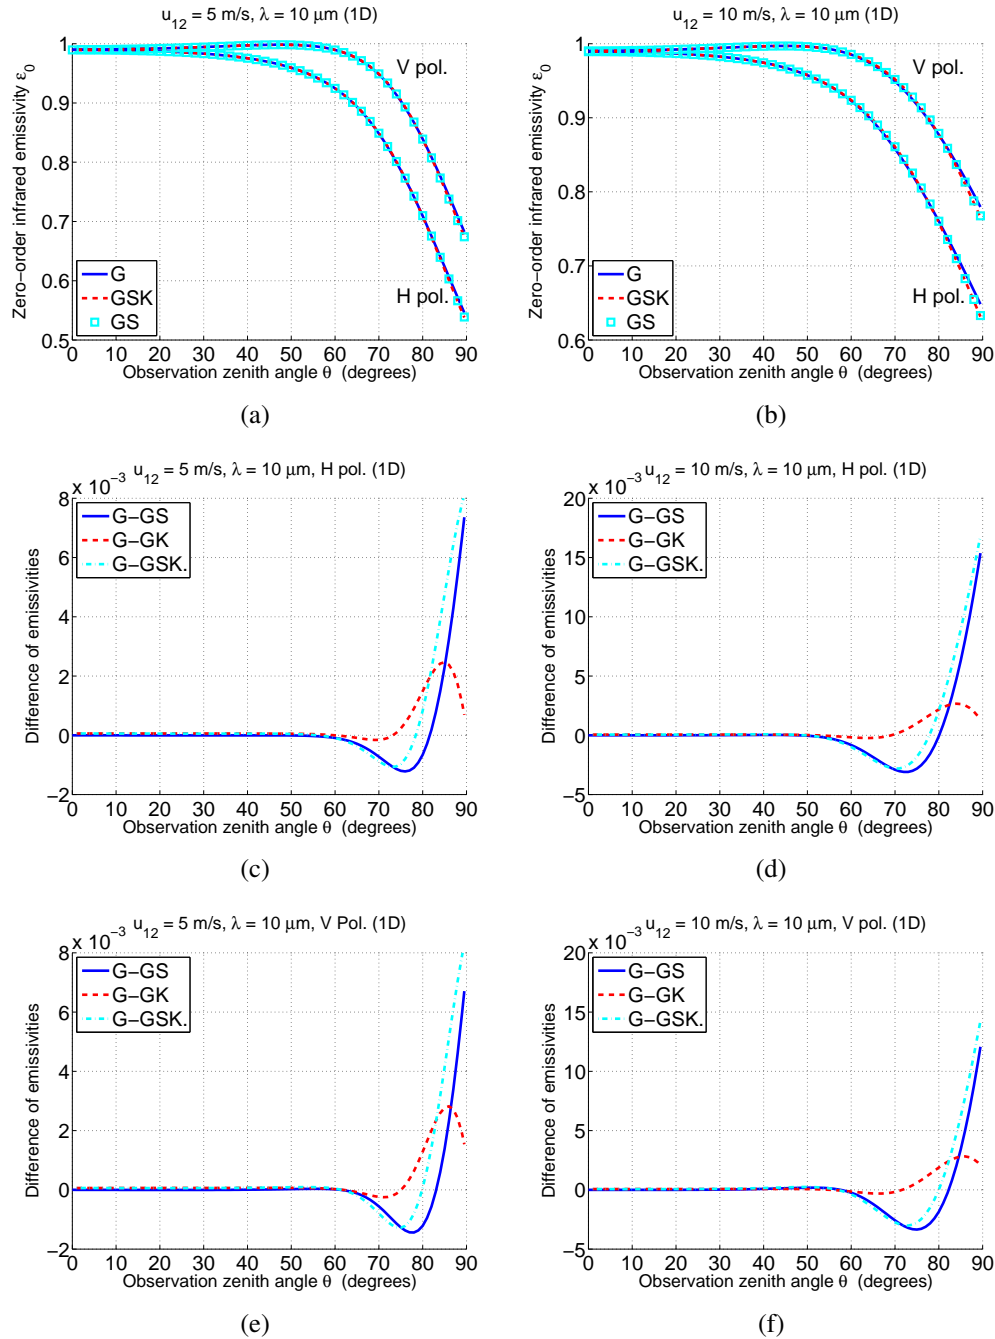 u12 = 5 m/s, λ = 10 μm (1D)
Zero−order infrared emissivity ε0
1
0.9
0.8
0.7
0.6
0.5
V pol.
H pol.
G
GSK
GS
0 10 20 30 40 50 60 70 80 90
Observation zenith angle θ (degrees)
(a)
u12 = 10 m/s, λ = 10 μm (1D)
Zero−order infrared emissivity ε0
1
0.9
0.8
0.7
0.6
V pol.
H pol.
G
GSK
GS
0 10 20 30 40 50 60 70 80 90
Observation zenith angle θ (degrees)
(b)
u12 = 5 m/s, λ = 10 μm, H pol. (1D)
x 10−3
Difference of emissivities
8
6
4
2
0
−2
G−GS
G−GK
G−GSK.
0 10 20 30 40 50 60 70 80 90
Observation zenith angle θ (degrees)
(c)
u12 = 10 m/s, λ = 10 μm, H pol. (1D)
x 10−3
Difference of emissivities
20
15
10
5
0
−5
G−GS
G−GK
G−GSK.
0 10 20 30 40 50 60 70 80 90
Observation zenith angle θ (degrees)
(d)
u12 = 5 m/s, λ = 10 μm, V Pol. (1D)
x 10−3
Difference of emissivities
8
6
4
2
0
−2
G−GS
G−GK
G−GSK.
0 10 20 30 40 50 60 70 80 90
Observation zenith angle θ (degrees)
(e)
u12 = 10 m/s, λ = 10 μm, V pol. (1D)
x 10−3
Difference of emissivities
20
15
10
5
0
−5
G−GS
G−GK
G−GSK.
0 10 20 30 40 50 60 70 80 90
Observation zenith angle θ (degrees)
(f)